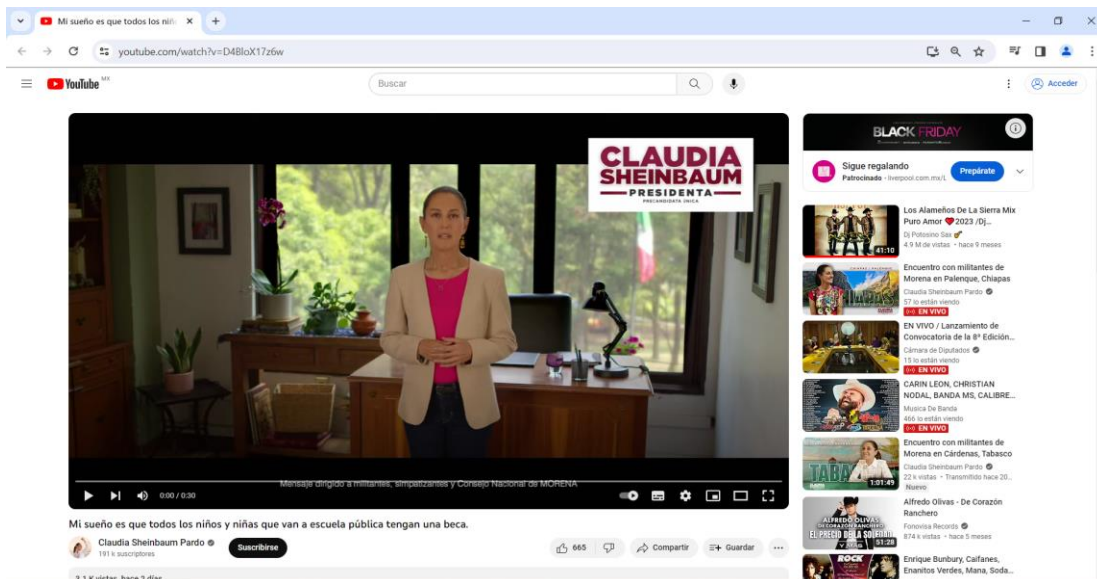 Mi sueño es que todos los niñ
youtube.com/watch?v=D4BloX17z6w
YouTube MX
Buscar
Acceder
CLAUDIA
SHEINBAUM
PRESIDENTA
PRECANDIDATA ÚNICA
Mensaje dirigido a militantes, simpatizantes y Consejo Nacional de MORENA
0:00 / 0:30
Mi sueño es que todos los niños y niñas que van a escuela pública tengan una beca.
Claudia Sheinbaum Pardo
191 k suscriptores
Suscribirse
665
Compartir
Guardar
3.1 K vistas hace 3 días
BLACK FRIDAY
Sigue regalando
Patrocinado · liverpool.com.mx/L
Prepárate
Los Alameños De La Sierra Mix
Puro Amor ❤️2023 /Dj...
Dj Potosino Sax
4.9 M de vistas • hace 9 meses
41:10
Encuentro con militantes de
Morena en Palenque, Chiapas
Claudia Sheinbaum Pardo
57 lo están viendo
EN VIVO
EN VIVO / Lanzamiento de
Convocatoria de la 8ª Edición...
Cámara de Diputados
15 lo están viendo
EN VIVO
CARIN LEON, CHRISTIAN
NODAL, BANDA MS, CALIBRE...
Musica De Banda
466 lo están viendo
EN VIVO
TABA
Encuentro con militantes de
Morena en Cárdenas, Tabasco
Claudia Sheinbaum Pardo
22 k vistas • Transmitido hace 20...
Nuevo
1:01:49
ALFREDO OLIVAS
EL PRECIO DE LA SOLEDAD
Alfredo Olivas - De Corazón
Ranchero
Fonovisa Records
874 k vistas • hace 5 meses
51:28
ROCK
Enrique Bunbury, Caifanes,
Enanitos Verdes, Mana, Soda...